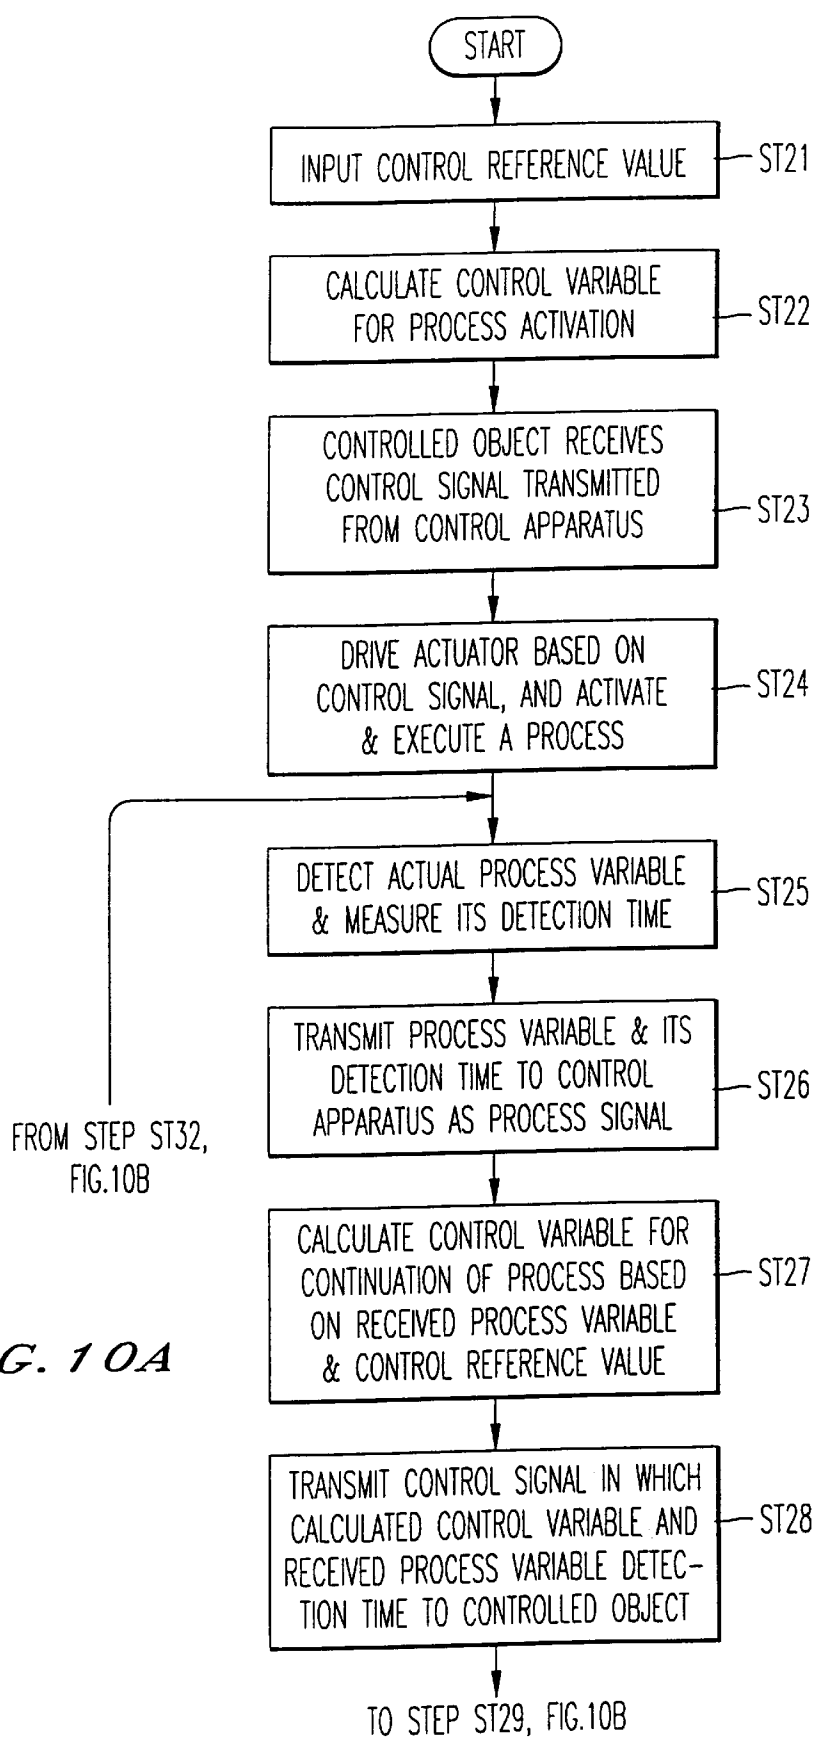 START
INPUT CONTROL REFERENCE VALUE
ST21
CALCULATE CONTROL VARIABLE
FOR PROCESS ACTIVATION
ST22
CONTROLLED OBJECT RECEIVES
CONTROL SIGNAL TRANSMITTED
FROM CONTROL APPARATUS
ST23
DRIVE ACTUATOR BASED ON
CONTROL SIGNAL, AND ACTIVATE
& EXECUTE A PROCESS
ST24
DETECT ACTUAL PROCESS VARIABLE
& MEASURE ITS DETECTION TIME
ST25
TRANSMIT PROCESS VARIABLE & ITS
DETECTION TIME TO CONTROL
APPARATUS AS PROCESS SIGNAL
ST26
FROM STEP ST32,
FIG.10B
CALCULATE CONTROL VARIABLE FOR
CONTINUATION OF PROCESS BASED
ON RECEIVED PROCESS VARIABLE
& CONTROL REFERENCE VALUE
ST27
G. 10A
TRANSMIT CONTROL SIGNAL IN WHICH
CALCULATED CONTROL VARIABLE AND
RECEIVED PROCESS VARIABLE DETEC-
TION TIME TO CONTROLLED OBJECT
ST28
TO STEP ST29, FIG.10B